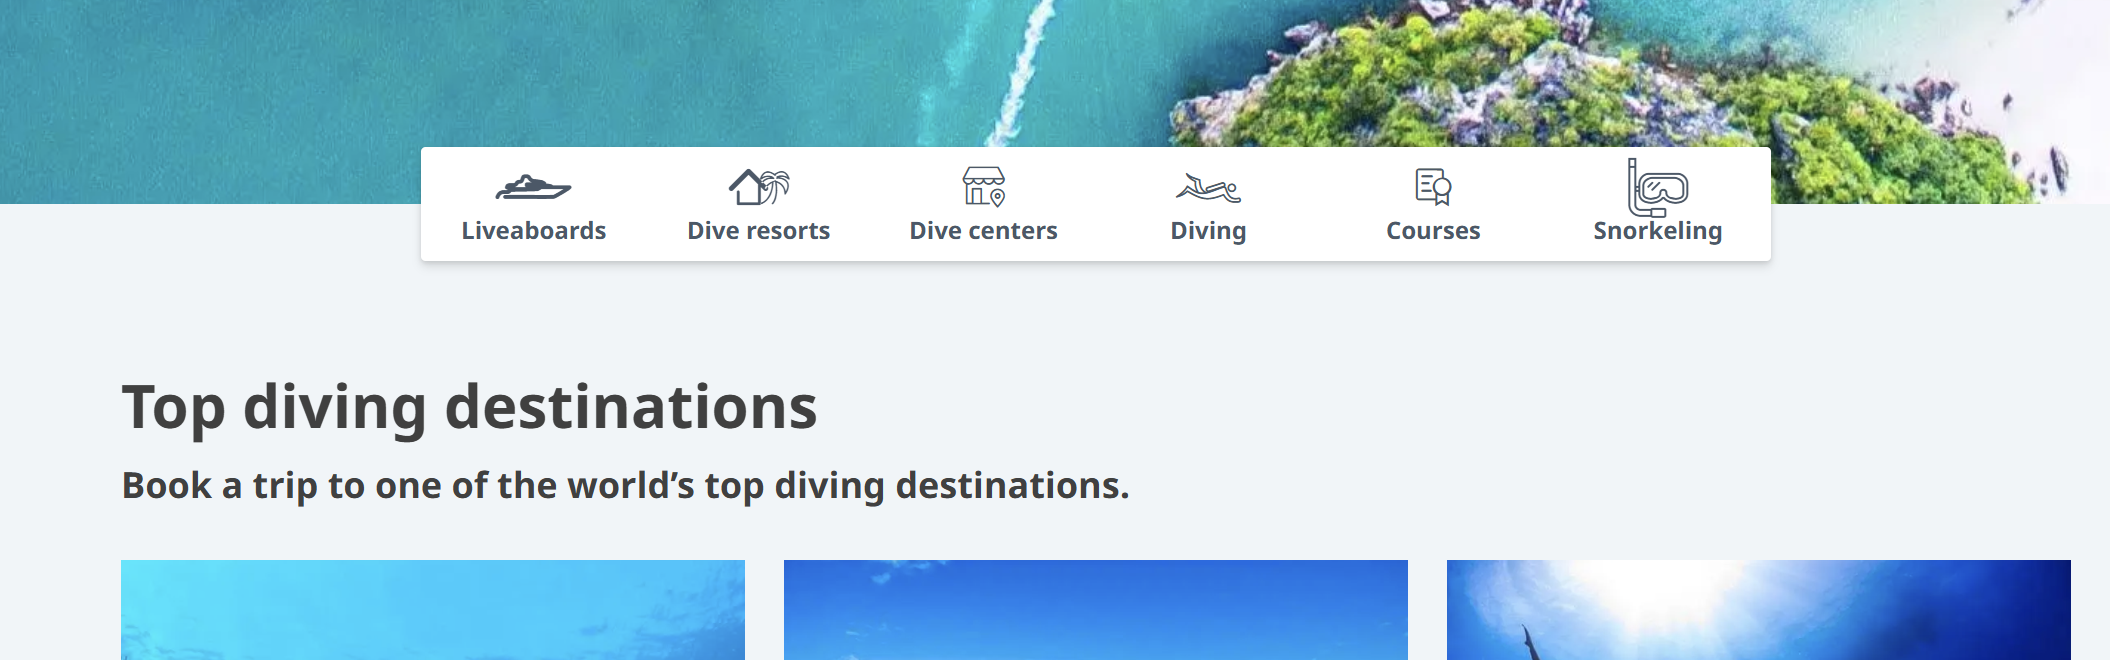 Liveaboards Dive resorts Dive centers Diving Courses Snorkeling
Top diving destinations
Book a trip to one of the world’s top diving destinations.